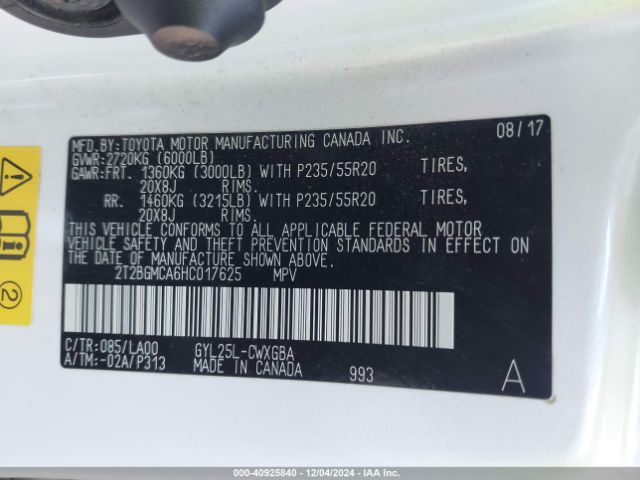 MFD.BY:TOYOTA MOTOR MANUFACTURING CANADA INC. 08/17
GVWR:2720KG (6000LB)
GAWR:FRT. 1360KG (3000LB) WITH P235/55R20 TIRES,
20X8J RIMS.
RR. 1460KG (3215LB) WITH P235/55R20 TIRES,
20X8J RIMS.
THIS VEHICLE CONFORMS TO ALL APPLICABLE FEDERAL MOTOR
VEHICLE SAFETY AND THEFT PREVENTION STANDARDS IN EFFECT ON
THE DATE OF MANUFACTURE SHOWN ABOVE.
2T2BGMCA6HC017625 MPV
C/TR:085/LA00 GYL25L-CWXGBA
A/TM:-02A/P313 MADE IN CANADA 993 A
2
000-40925840 - 12/04/2024 - IAA Inc.